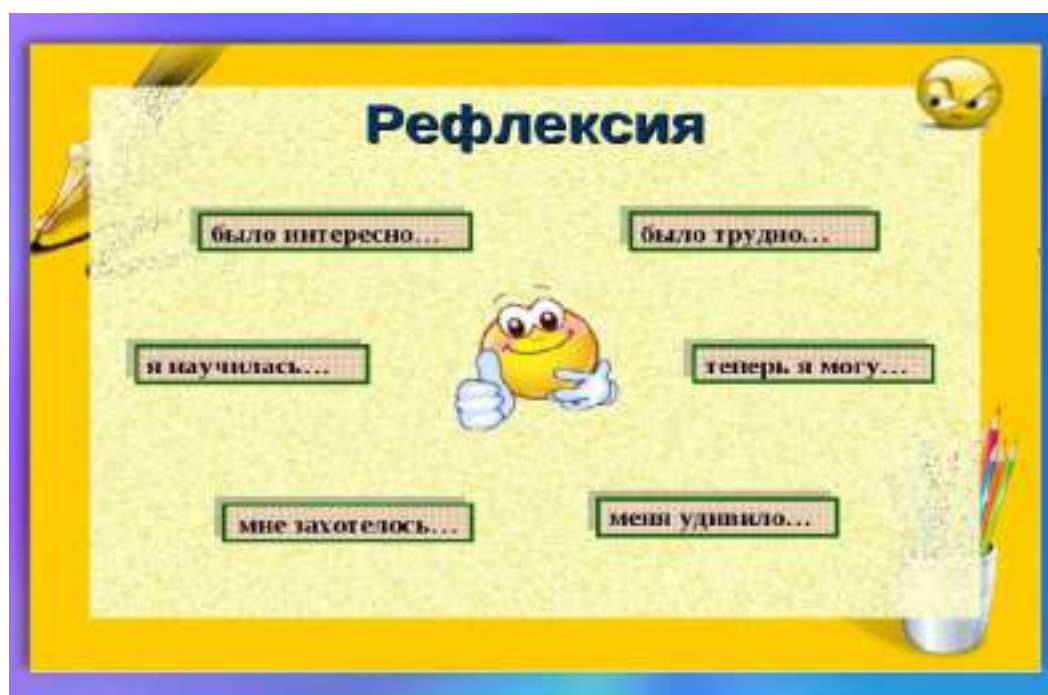 Рефлексия
было интересно...
было трудно...
я научилась...
теперь я могу...
мне захотелось...
меня удивило...